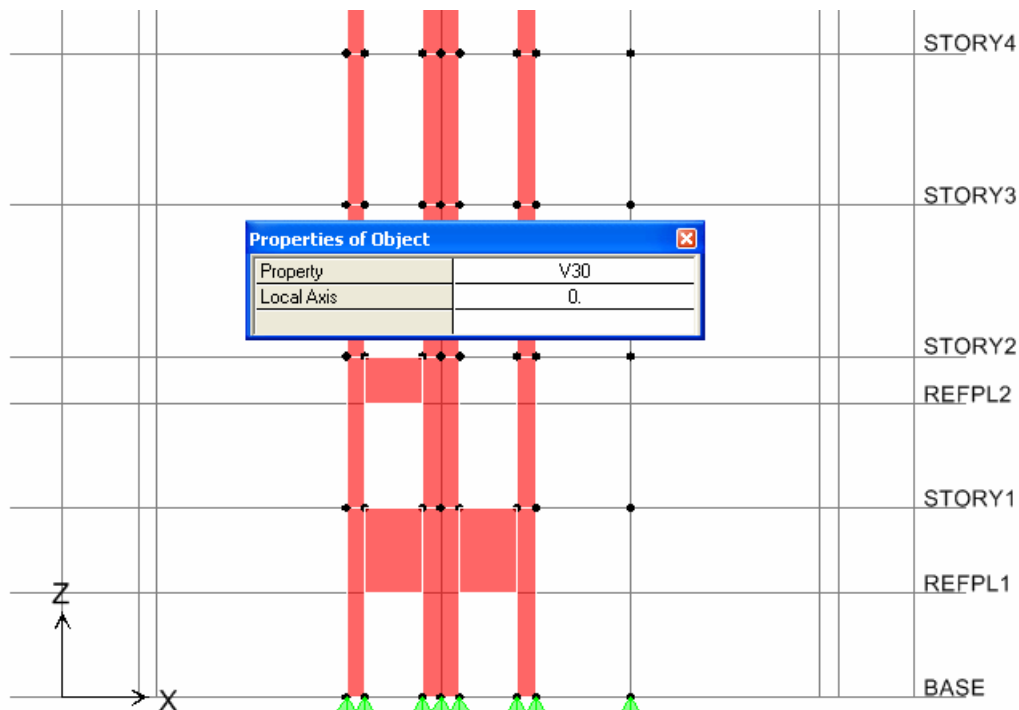 STORY4
STORY3
Properties of Object
Property V30
Local Axis 0.
STORY2
REFPL2
STORY1
REFPL1
Z
X
BASE